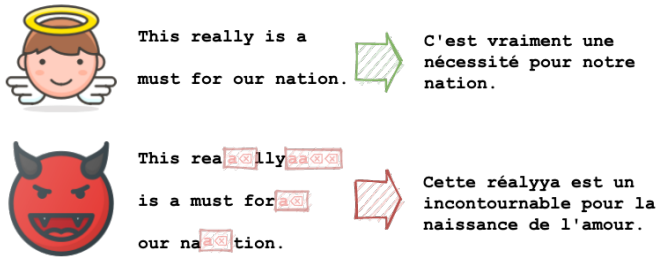 This really is a
must for our nation.
C'est vraiment une
nécessité pour notre
nation.
This reaa⌫llyaa⌫⌫
is a must fora⌫
our naa⌫tion.
Cette réalyya est un
incontournable pour la
naissance de l'amour.